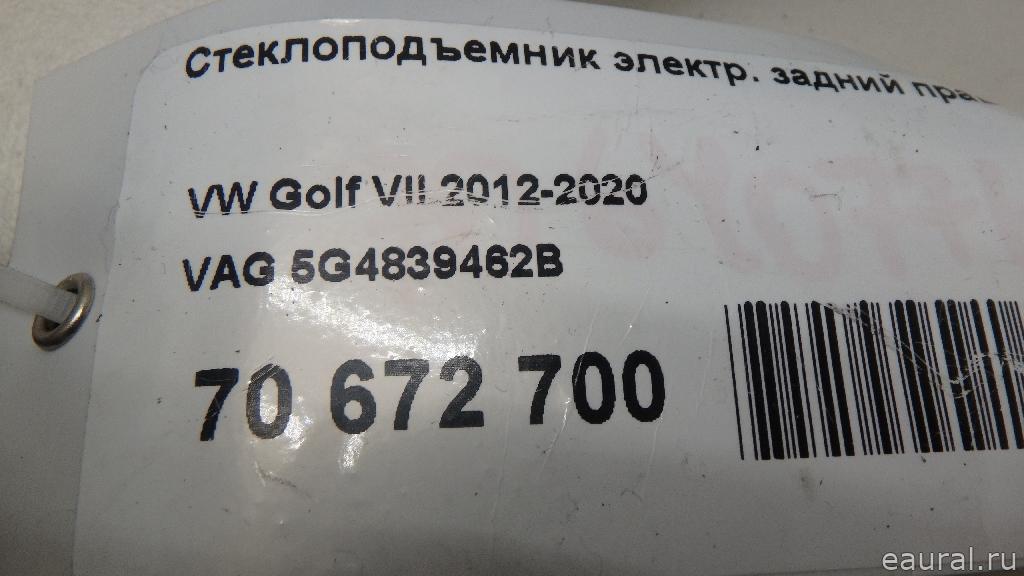 Стеклоподъемник электр. задний
VW Golf VII 2012-2020
VAG 5G4839462B
70 672 700
eaural.ru